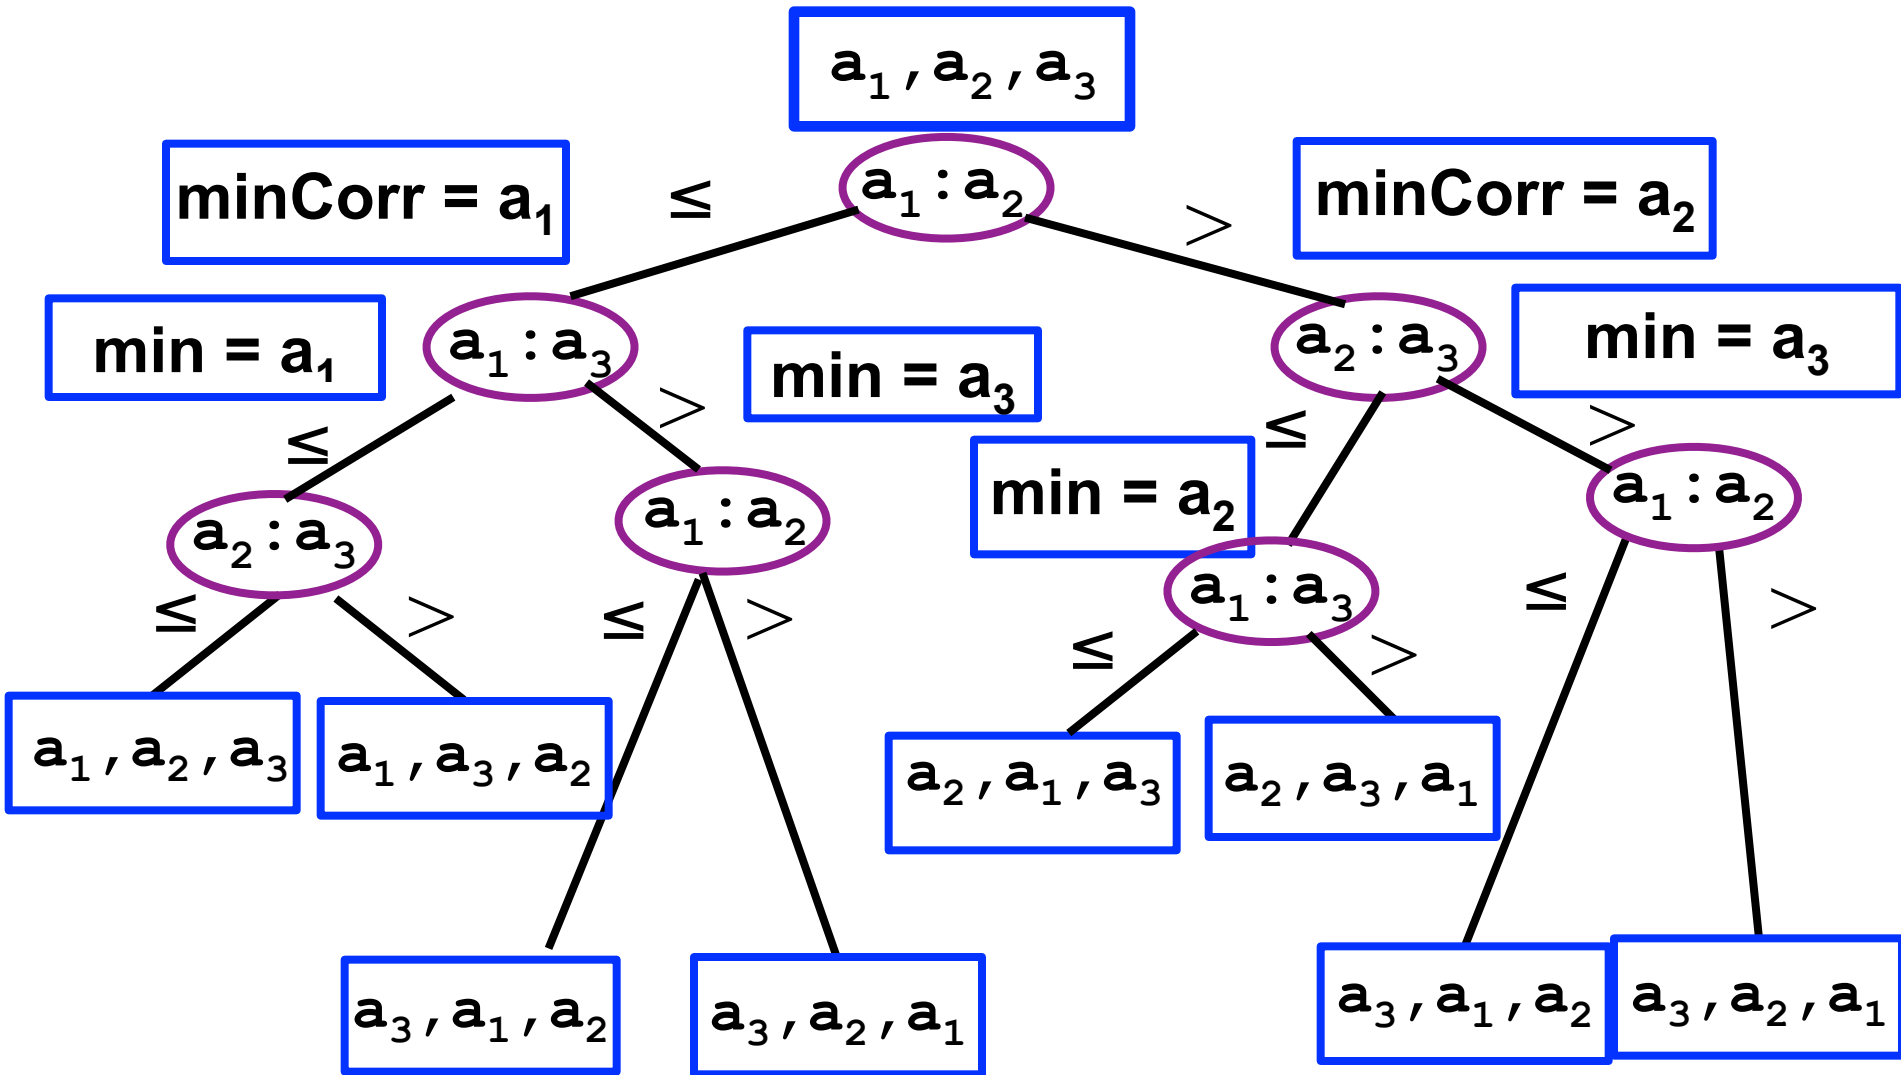 a₁,a₂,a₃
minCorr = a₁
≤
a₁:a₂
>
minCorr = a₂
min = a₁
a₁:a₃
>
min = a₃
a₂:a₃
min = a₃
≤
≤
>
min = a₂
a₂:a₃
a₁:a₂
a₁:a₂
≤
>
≤
>
a₁:a₃
≤
>
≤
>
a₁,a₂,a₃
a₁,a₃,a₂
a₂,a₁,a₃
a₂,a₃,a₁
a₃,a₁,a₂
a₃,a₂,a₁
a₃,a₁,a₂
a₃,a₂,a₁